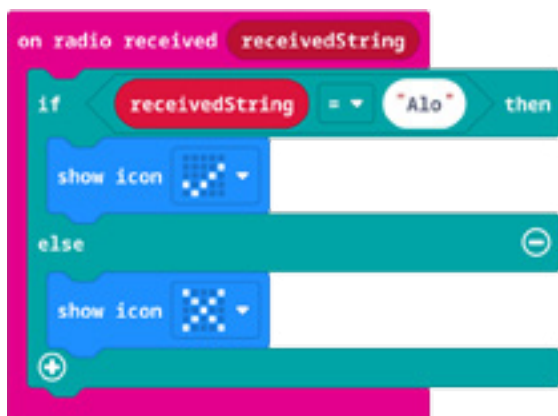 on radio received receivedString
if receivedString = "Alo" then
show icon
else
show icon